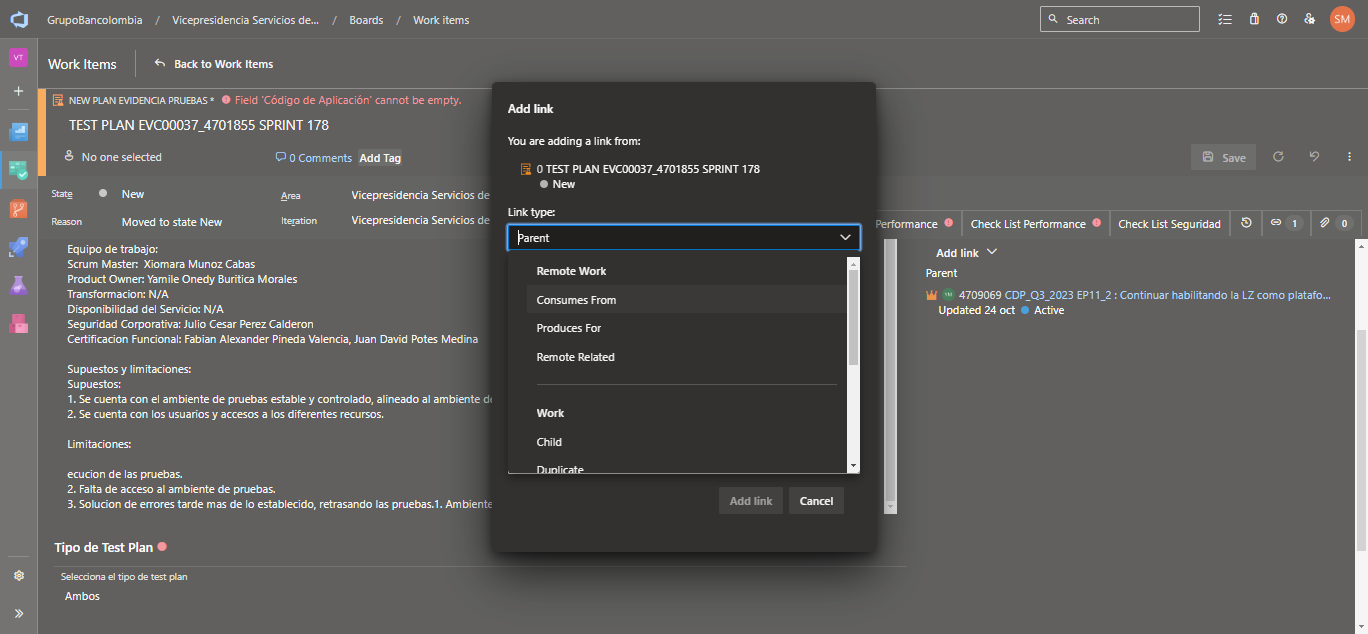 GrupoBancolombia / Vicepresidencia Servicios de... / Boards / Work items
Search
SM
VT
Work Items
Back to Work Items
NEW PLAN EVIDENCIA PRUEBAS * Field 'Código de Aplicación' cannot be empty.
TEST PLAN EVC00037_4701855 SPRINT 178
No one selected
0 Comments
Add Tag
Save
State
New
Area
Vicepresidencia Servicios de
Reason
Moved to state New
Iteration
Vicepresidencia Servicios de
Performance
Check List Performance
Check List Seguridad
1
0
Equipo de trabajo:
Scrum Master: Xiomara Munoz Cabas
Product Owner: Yamile Onedy Buritica Morales
Transformacion: N/A
Disponibilidad del Servicio: N/A
Seguridad Corporativa: Julio Cesar Perez Calderon
Certificacion Funcional: Fabian Alexander Pineda Valencia, Juan David Potes Medina
Supuestos y limitaciones:
Supuestos:
1. Se cuenta con el ambiente de pruebas estable y controlado, alineado al ambiente de
2. Se cuenta con los usuarios y accesos a los diferentes recursos.
Limitaciones:
ecucion de las pruebas.
2. Falta de acceso al ambiente de pruebas.
3. Solucion de errores tarde mas de lo establecido, retrasando las pruebas.1. Ambiente
Tipo de Test Plan
Selecciona el tipo de test plan
Ambos
Add link
You are adding a link from:
0 TEST PLAN EVC00037_4701855 SPRINT 178
New
Link type:
Parent
Remote Work
Consumes From
Produces For
Remote Related
Work
Child
Duplicate
Add link
Cancel
Add link
Parent
YM 4709069 CDP_Q3_2023 EP11_2 : Continuar habilitando la LZ como platafo...
Updated 24 oct Active